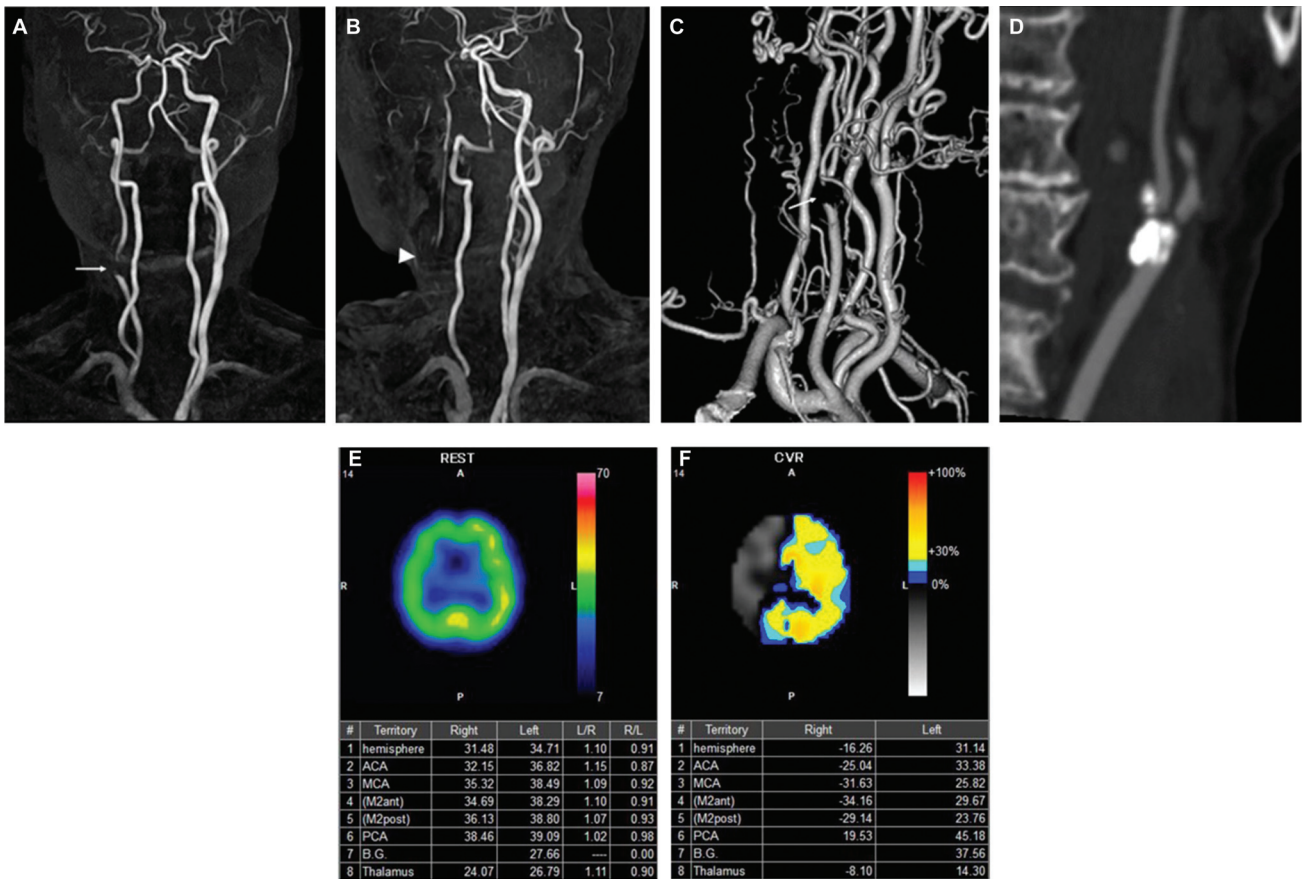 A
B
C
D
E
REST
14
A
70
R
L
P
7
# Territory Right Left L/R R/L
1 hemisphere 31.48 34.71 1.10 0.91
2 ACA 32.15 36.82 1.15 0.87
3 MCA 35.32 38.49 1.09 0.92
4 (M2ant) 34.69 38.29 1.10 0.91
5 (M2post) 36.13 38.80 1.07 0.93
6 PCA 38.46 39.09 1.02 0.98
7 B.G. 27.66 ---- 0.00
8 Thalamus 24.07 26.79 1.11 0.90
F
CVR
14
A
+100%
+30%
R
L
0%
P
# Territory Right Left
1 hemisphere -16.26 31.14
2 ACA -25.04 33.38
3 MCA -31.63 25.82
4 (M2ant) -34.16 29.67
5 (M2post) -29.14 23.76
6 PCA 19.53 45.18
7 B.G. 37.56
8 Thalamus -8.10 14.30